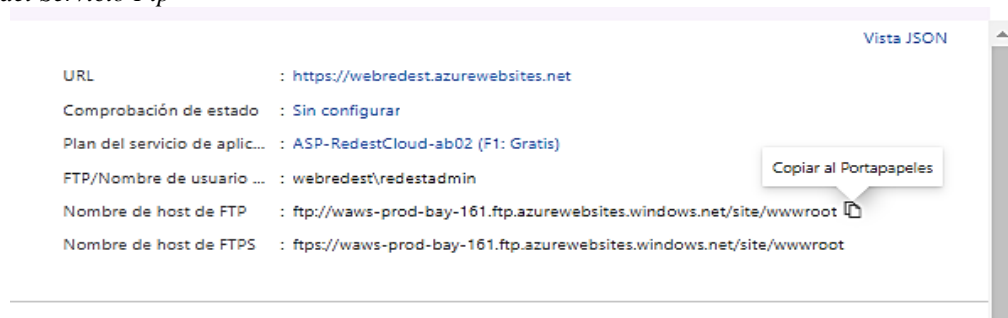 Vista JSON
URL : https://webredest.azurewebsites.net
Comprobación de estado : Sin configurar
Plan del servicio de aplic... : ASP-RedestCloud-ab02 (F1: Gratis)
Copiar al Portapapeles
FTP/Nombre de usuario ... : webredest\redestadmin
Nombre de host de FTP : ftp://waws-prod-bay-161.ftp.azurewebsites.windows.net/site/wwwroot
Nombre de host de FTPS : ftps://waws-prod-bay-161.ftp.azurewebsites.windows.net/site/wwwroot